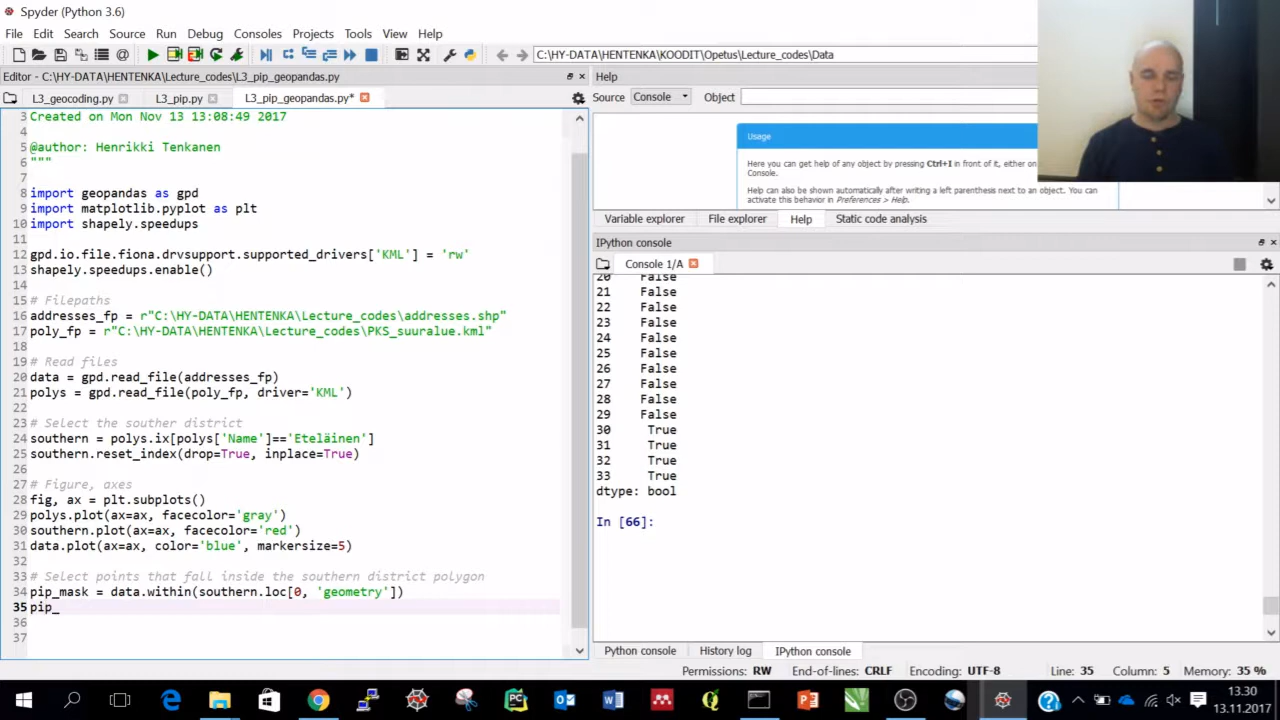 Spyder (Python 3.6)
File Edit Search Source Run Debug Consoles Projects Tools View Help
C:\HY-DATA\HENTENKA\KOODIT\Opetus\Lecture_codes\Data
Editor - C:\HY-DATA\HENTENKA\Lecture_codes\L3_pip_geopandas.py
Help
L3_geocoding.py L3_pip.py L3_pip_geopandas.py*
Source Console Object
3 Created on Mon Nov 13 13:08:49 2017
4
5 @author: Henrikki Tenkanen
6 """
7
8 import geopandas as gpd
9 import matplotlib.pyplot as plt
10 import shapely.speedups
11
12 gpd.io.file.fiona.drvsupport.supported_drivers['KML'] = 'rw'
13 shapely.speedups.enable()
14
15 # Filepaths
16 addresses_fp = r"C:\HY-DATA\HENTENKA\Lecture_codes\addresses.shp"
17 poly_fp = r"C:\HY-DATA\HENTENKA\Lecture_codes\PKS_suuralue.kml"
18
19 # Read files
20 data = gpd.read_file(addresses_fp)
21 polys = gpd.read_file(poly_fp, driver='KML')
22
23 # Select the souther district
24 southern = polys.ix[polys['Name']=='Eteläinen']
25 southern.reset_index(drop=True, inplace=True)
26
27 # Figure, axes
28 fig, ax = plt.subplots()
29 polys.plot(ax=ax, facecolor='gray')
30 southern.plot(ax=ax, facecolor='red')
31 data.plot(ax=ax, color='blue', markersize=5)
32
33 # Select points that fall inside the southern district polygon
34 pip_mask = data.within(southern.loc[0, 'geometry'])
35 pip_
36
37
Usage
Here you can get help of any object by pressing Ctrl+I in front of it, either on
Console.
Help can also be shown automatically after writing a left parenthesis next to an object. You can
activate this behavior in Preferences > Help.
Variable explorer File explorer Help Static code analysis
IPython console
Console 1/A
20 False
21 False
22 False
23 False
24 False
25 False
26 False
27 False
28 False
29 False
30 True
31 True
32 True
33 True
dtype: bool
In [66]:
Python console History log IPython console
Permissions: RW End-of-lines: CRLF Encoding: UTF-8 Line: 35 Column: 5 Memory: 35 %
13.30
13.11.2017